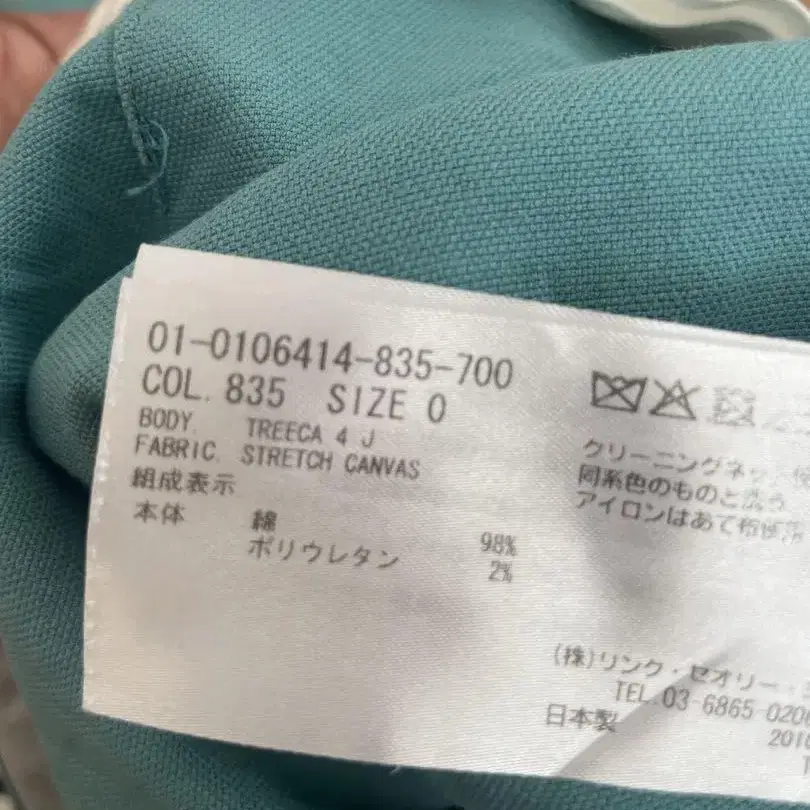 01-0106414-835-700
COL. 835 SIZE 0
BODY. TREECA 4 J
FABRIC. STRETCH CANVAS
組成表示
本体 綿 98%
ポリウレタン 2%
クリーニングネッ
同系色のものと洗う
アイロンはあて布使
(株)リンク・セオリー・
TEL.03-6865-020
日本製
201